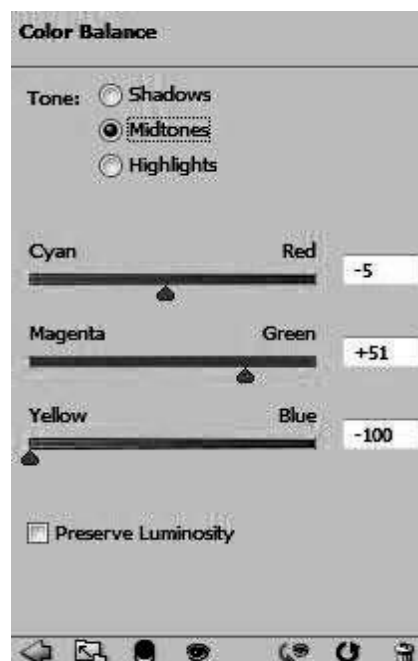 Color Balance
Tone: Shadows
Midtones
Highlights
Cyan Red
-5
Magenta Green
+51
Yellow Blue
-100
Preserve Luminosity